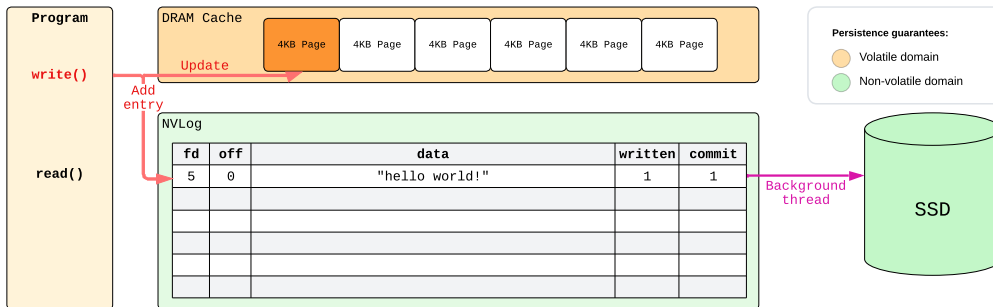 Program
write()
read()
DRAM Cache
4KB Page 4KB Page 4KB Page 4KB Page 4KB Page 4KB Page
Update
Add
entry
NVLog
fd off data written commit
5 0 "hello world!" 1 1
Background
thread
SSD
Persistence guarantees:
Volatile domain
Non-volatile domain